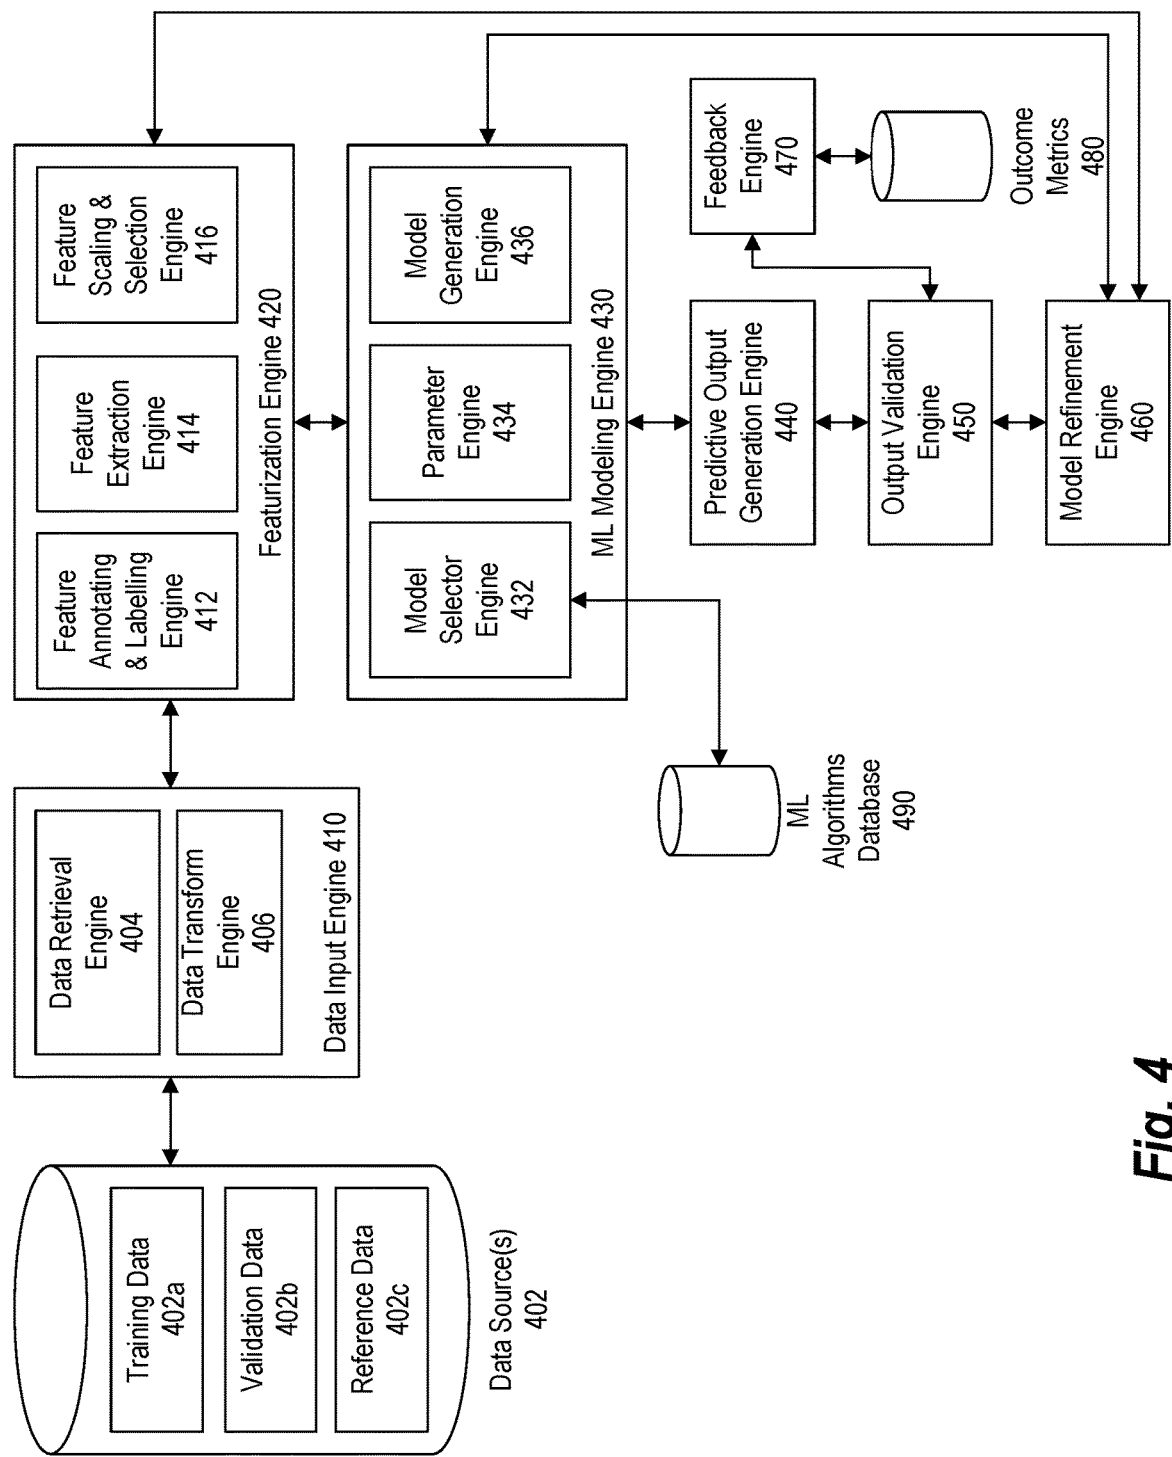 Training Data
402a
Validation Data
402b
Reference Data
402c
Data Source(s)
402
Data Retrieval
Engine
404
Data Transform
Engine
406
Data Input Engine 410
Feature
Annotating
& Labelling
Engine
412
Feature
Extraction
Engine
414
Feature
Scaling &
Selection
Engine
416
Featurization Engine 420
Model
Selector
Engine
432
Parameter
Engine
434
Model
Generation
Engine
436
ML Modeling Engine 430
ML
Algorithms
Database
490
Predictive Output
Generation Engine
440
Feedback
Engine
470
Output Validation
Engine
450
Outcome
Metrics
480
Model Refinement
Engine
460
Fig. 4